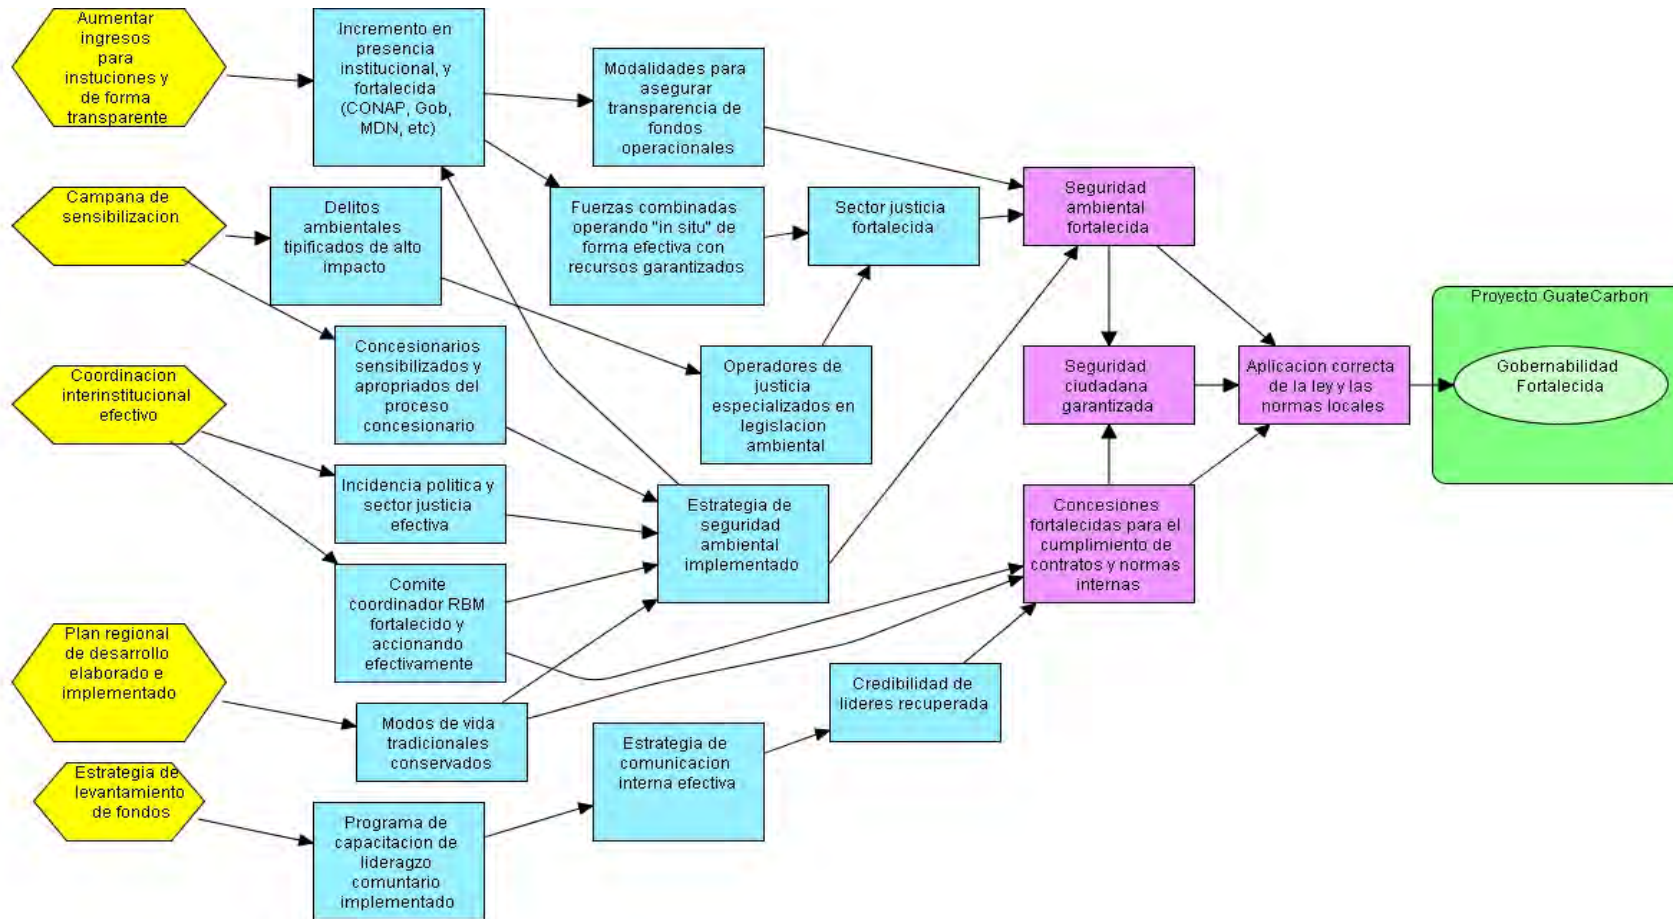 Aumentar
ingresos
para
instuciones y
de forma
transparente
Incremento en
presencia
institucional, y
fortalecida
(CONAP, Gob,
MDN, etc)
Modalidades para
asegurar
transparencia de
fondos
operacionales
Campana de
sensibilizacion
Delitos
ambientales
tipificados de alto
impacto
Fuerzas combinadas
operando "in situ" de
forma efectiva con
recursos garantizados
Sector justicia
fortalecida
Seguridad
ambiental
fortalecida
Proyecto GuateCarbon
Gobernabilidad
Fortalecida
Coordinacion
interinstitucional
efectivo
Concesionarios
sensibilizados y
apropriados del
proceso
concesionario
Operadores de
justicia
especializados en
legislacion
ambiental
Seguridad
ciudadana
garantizada
Aplicacion correcta
de la ley y las
normas locales
Incidencia politica y
sector justicia
efectiva
Estrategia de
seguridad
ambiental
implementado
Concesiones
fortalecidas para el
cumplimiento de
contratos y normas
internas
Comite
coordinador RBM
fortalecido y
accionando
efectivamente
Plan regional
de desarrollo
elaborado e
implementado
Modos de vida
tradicionales
conservados
Credibilidad de
lideres recuperada
Estrategia de
comunicacion
interna efectiva
Estrategia de
levantamiento
de fondos
Programa de
capacitacion de
lideragzo
comuntario
implementado